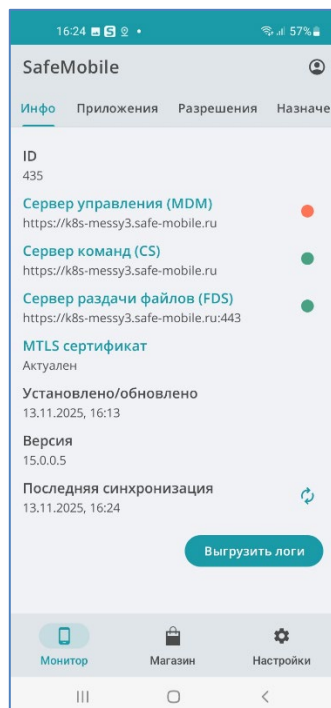 16:24
57%
SafeMobile
Инфо Приложения Разрешения Назначе
ID
435
Сервер управления (MDM)
https://k8s-messy3.safe-mobile.ru
Сервер команд (CS)
https://k8s-messy3.safe-mobile.ru
Сервер раздачи файлов (FDS)
https://k8s-messy3.safe-mobile.ru:443
MTLS сертификат
Актуален
Установлено/обновлено
13.11.2025, 16:13
Версия
15.0.0.5
Последняя синхронизация
13.11.2025, 16:24
Выгрузить логи
Монитор Магазин Настройки